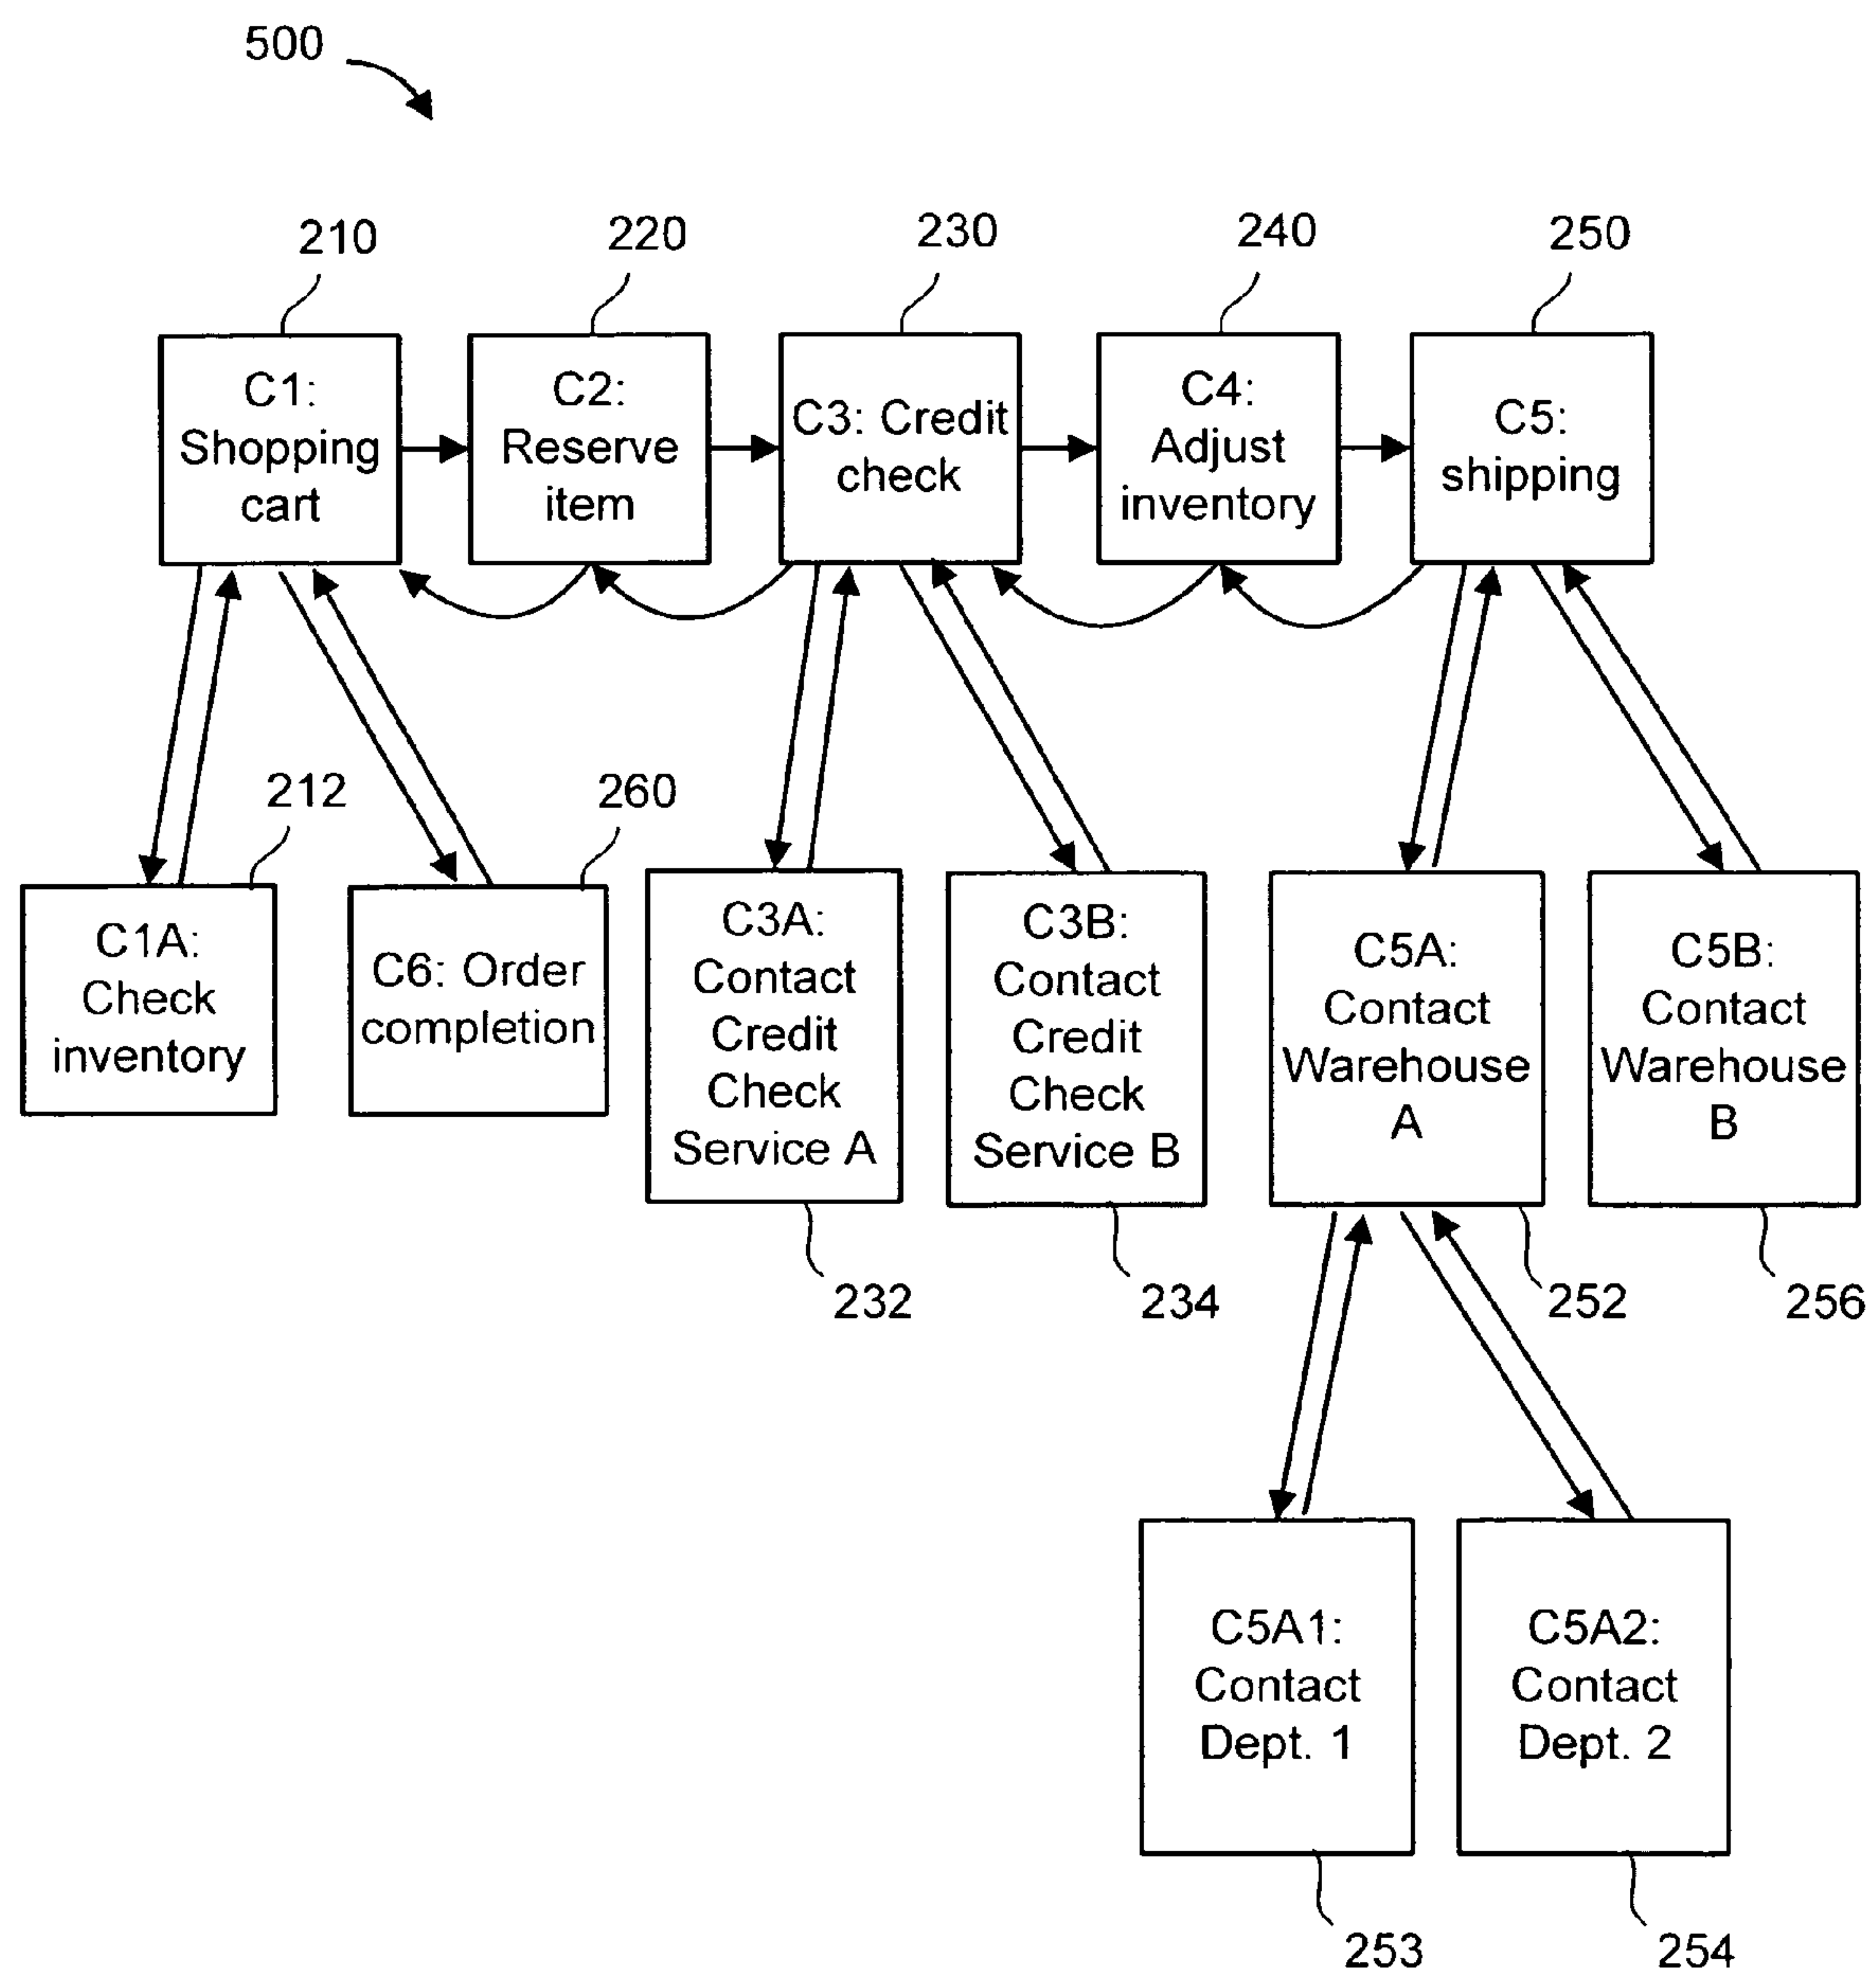 500
210
220
230
240
250
C1:
Shopping
cart
C2:
Reserve
item
C3: Credit
check
C4:
Adjust
inventory
C5:
shipping
212
260
C1A:
Check
inventory
C6: Order
completion
C3A:
Contact
Credit
Check
Service A
C3B:
Contact
Credit
Check
Service B
C5A:
Contact
Warehouse
A
C5B:
Contact
Warehouse
B
232
234
252
256
C5A1:
Contact
Dept. 1
C5A2:
Contact
Dept. 2
253
254